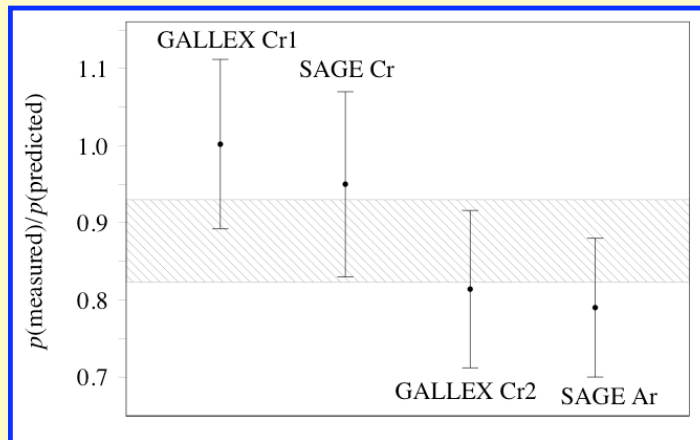 GALLEX Cr1
SAGE Cr
1.1
1.0
0.9
0.8
0.7
p(measured)/p(predicted)
GALLEX Cr2
SAGE Ar